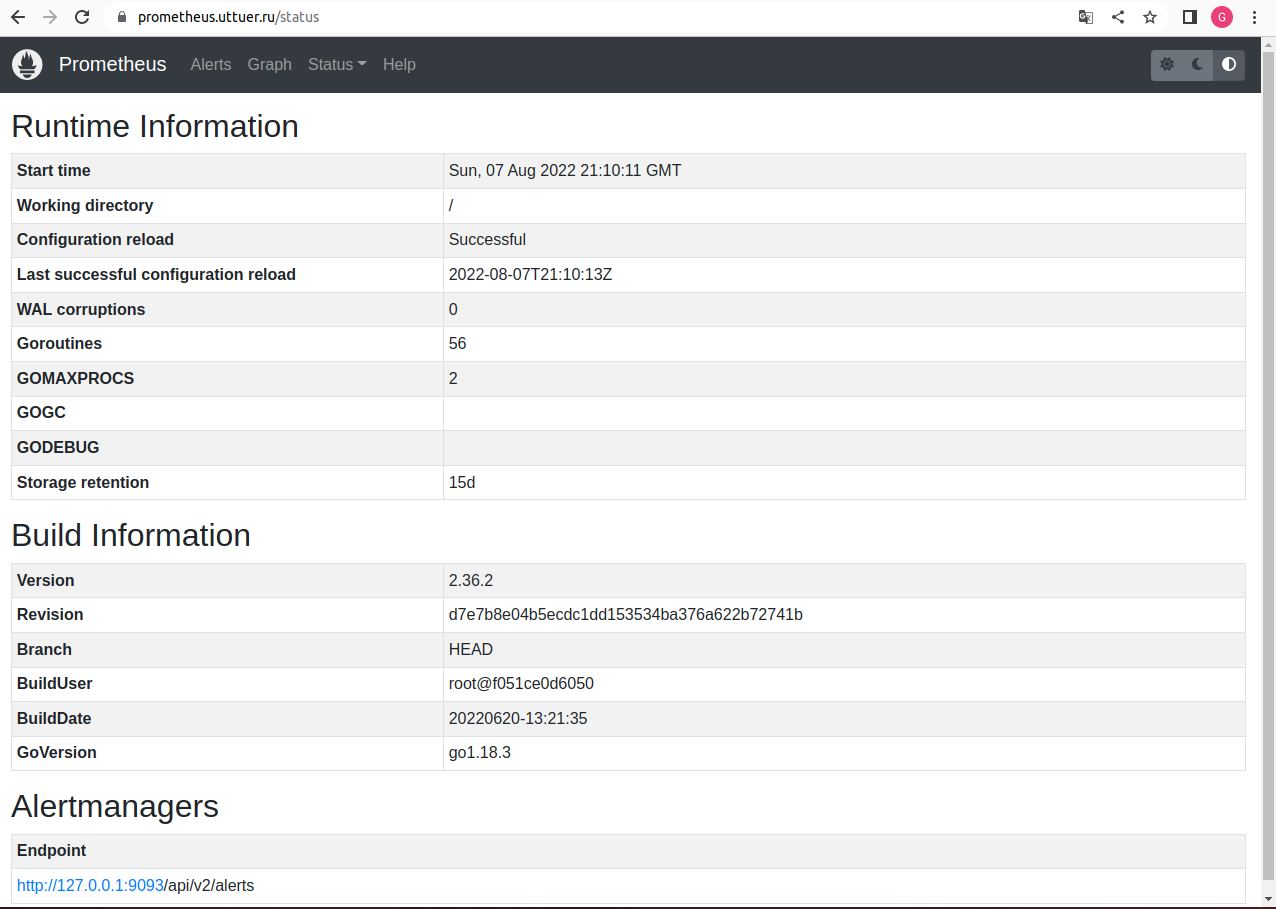 prometheus.uttuer.ru/status
G
Prometheus Alerts Graph Status Help
Runtime Information
Start time Sun, 07 Aug 2022 21:10:11 GMT
Working directory /
Configuration reload Successful
Last successful configuration reload 2022-08-07T21:10:13Z
WAL corruptions 0
Goroutines 56
GOMAXPROCS 2
GOGC
GODEBUG
Storage retention 15d
Build Information
Version 2.36.2
Revision d7e7b8e04b5ecdc1dd153534ba376a622b72741b
Branch HEAD
BuildUser root@f051ce0d6050
BuildDate 20220620-13:21:35
GoVersion go1.18.3
Alertmanagers
Endpoint
http://127.0.0.1:9093/api/v2/alerts